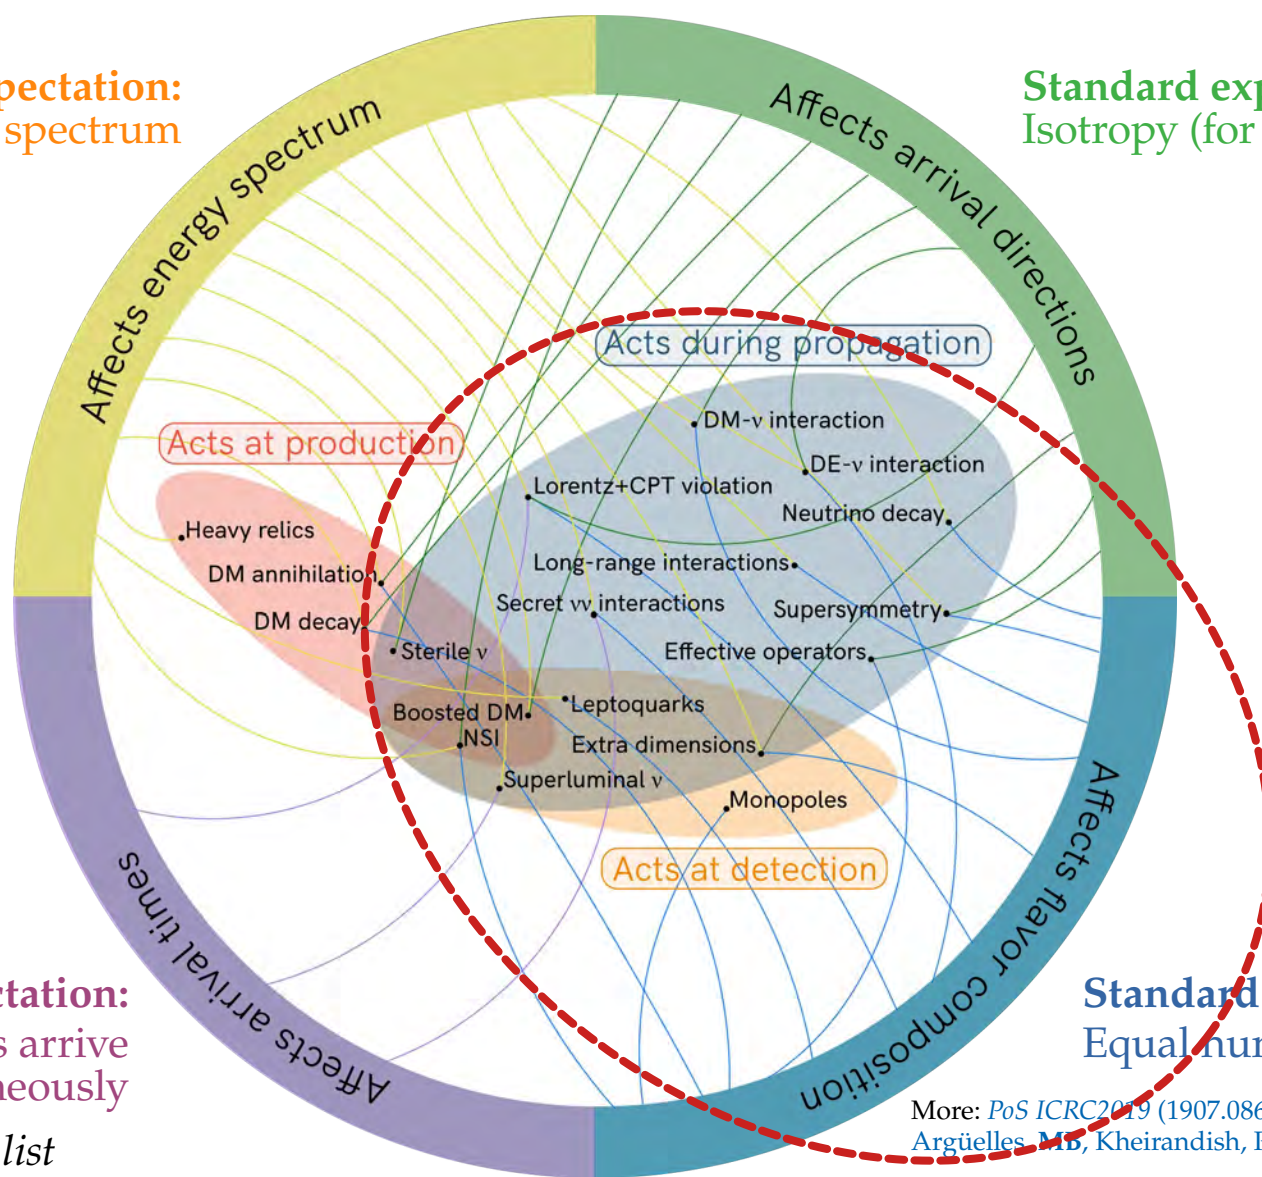 pectation:
spectrum
Standard exp
Isotropy (for
Affects energy spectrum
Affects arrival directions
Acts during propagation
Acts at production
DM-ν interaction
DE-ν interaction
Lorentz+CPT violation
Neutrino decay
Heavy relics
Long-range interactions
DM annihilation
Secret νν interactions
Supersymmetry
DM decay
Sterile ν
Effective operators
Leptoquarks
Boosted DM
NSI
Extra dimensions
Superluminal ν
Monopoles
Acts at detection
Affects arrival times
Affects flavor composition
ctation:
s arrive
neously
list
Standard
Equal num
More: PoS ICRC2019 (1907.086
Argüelles, MB, Kheirandish,